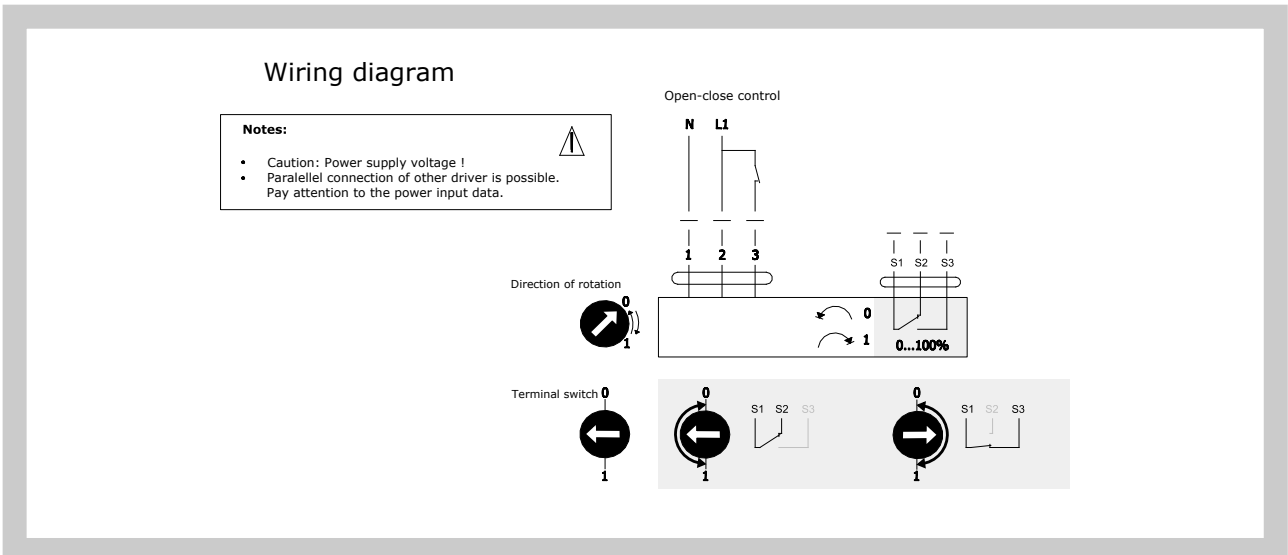 Wiring diagram
Notes:
• Caution: Power supply voltage !
• Paralellel connection of other driver is possible.
Pay attention to the power input data.
Open-close control
N L1
1 2 3
S1 S2 S3
Direction of rotation
0
1
0
1
0...100%
Terminal switch 0
1
0
S1 S2 S3
1
0
S1 S2 S3
1